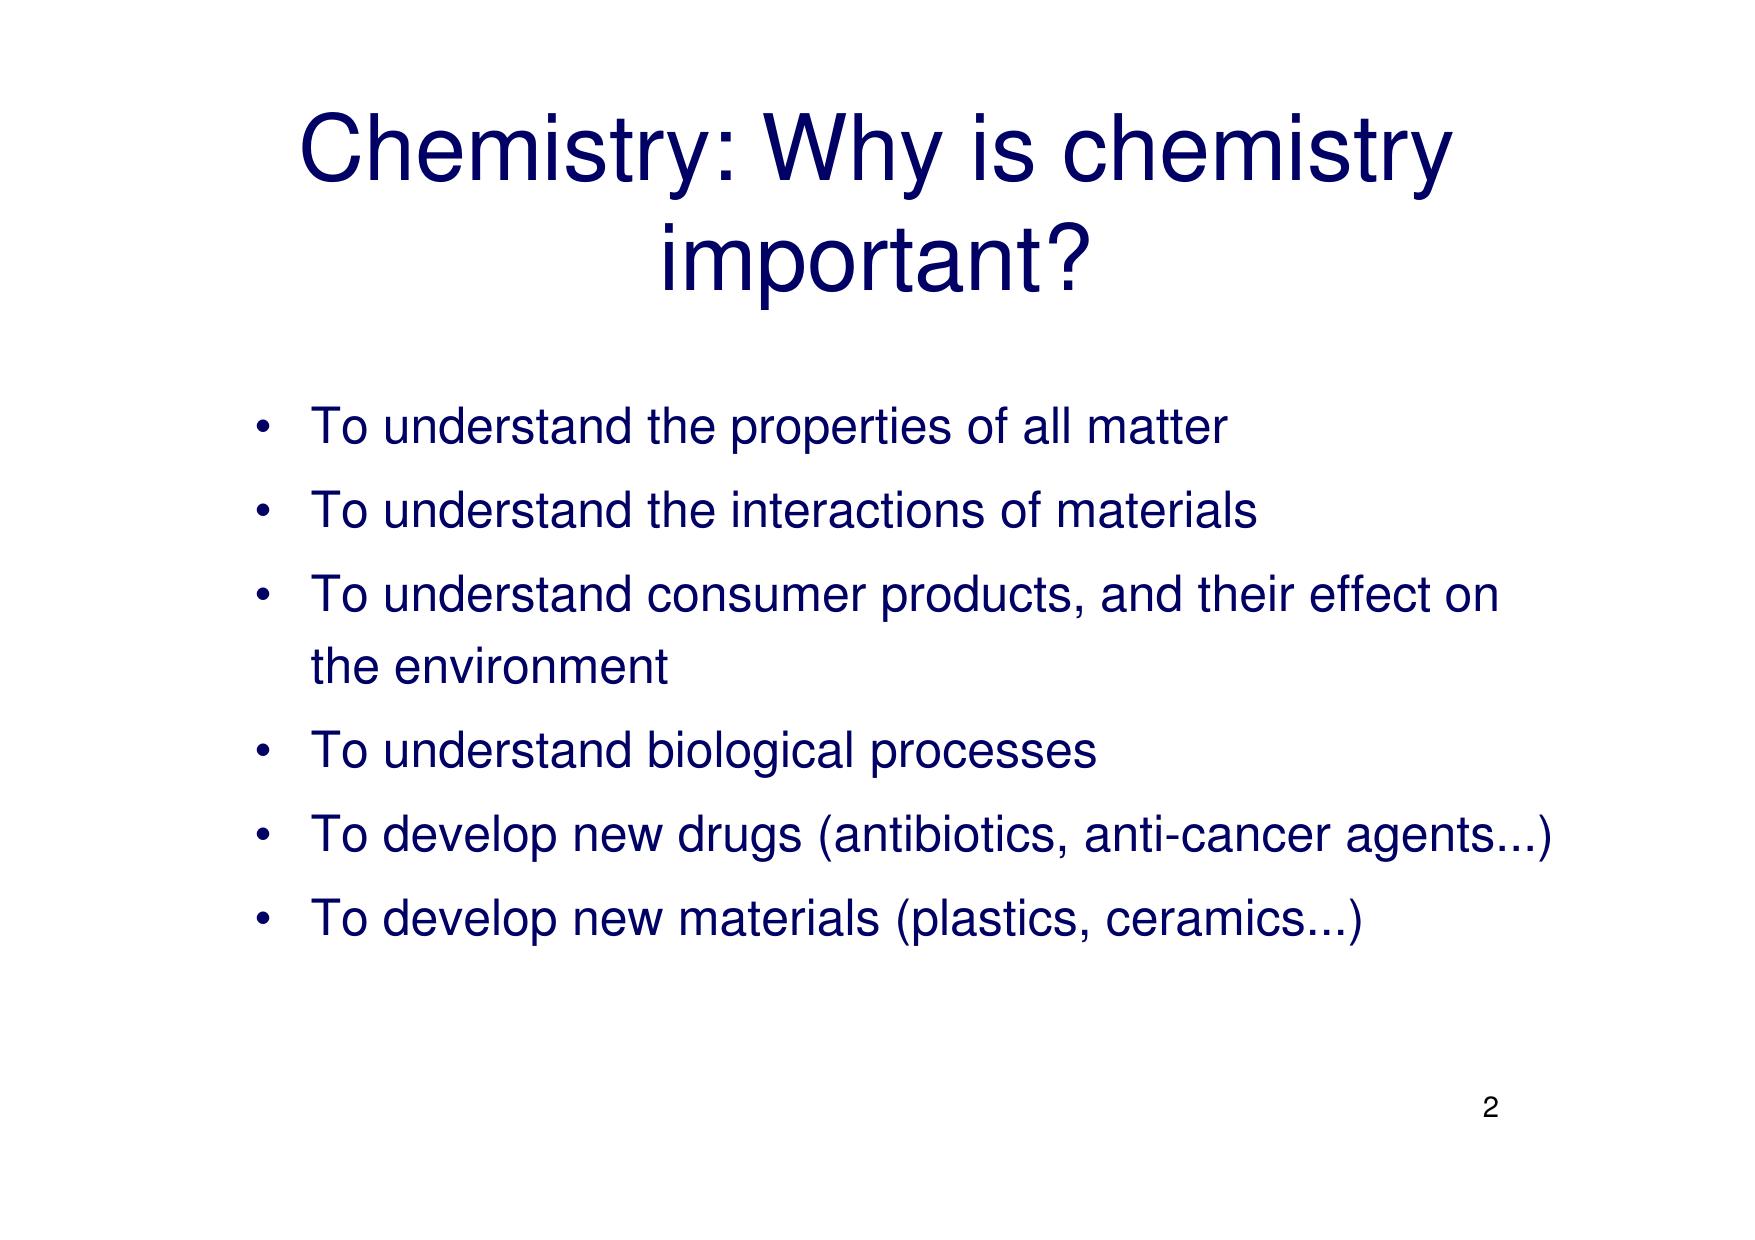 Chemistry: Why is chemistry
important?
• To understand the properties of all matter
• To understand the interactions of materials
• To understand consumer products, and their effect on
the environment
• To understand biological processes
• To develop new drugs (antibiotics, anti-cancer agents...)
• To develop new materials (plastics, ceramics...)
2